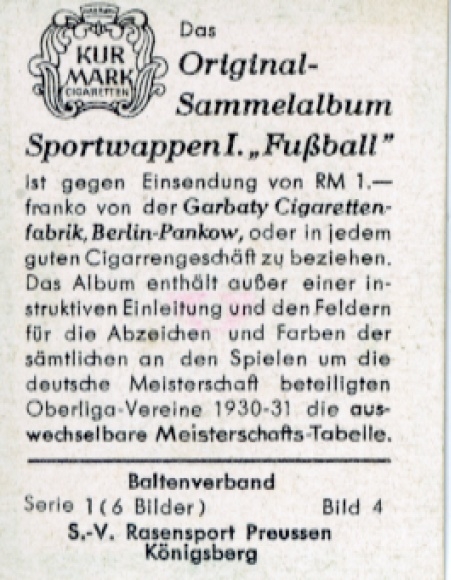 KUR
MARK
CIGARETTEN
Das
Original-
Sammelalbum
Sportwappen I. „Fußball”
ist gegen Einsendung von RM 1.—
franko von der Garbaty Cigaretten-
fabrik, Berlin-Pankow, oder in jedem
guten Cigarrengeschäft zu beziehen.
Das Album enthält außer einer in-
struktiven Einleitung und den Feldern
für die Abzeichen und Farben der
sämtlichen an den Spielen um die
deutsche Meisterschaft beteiligten
Oberliga-Vereine 1930-31 die aus-
wechselbare Meisterschafts-Tabelle.
Baltenverband
Serie 1 (6 Bilder) Bild 4
S.-V. Rasensport Preussen
Königsberg